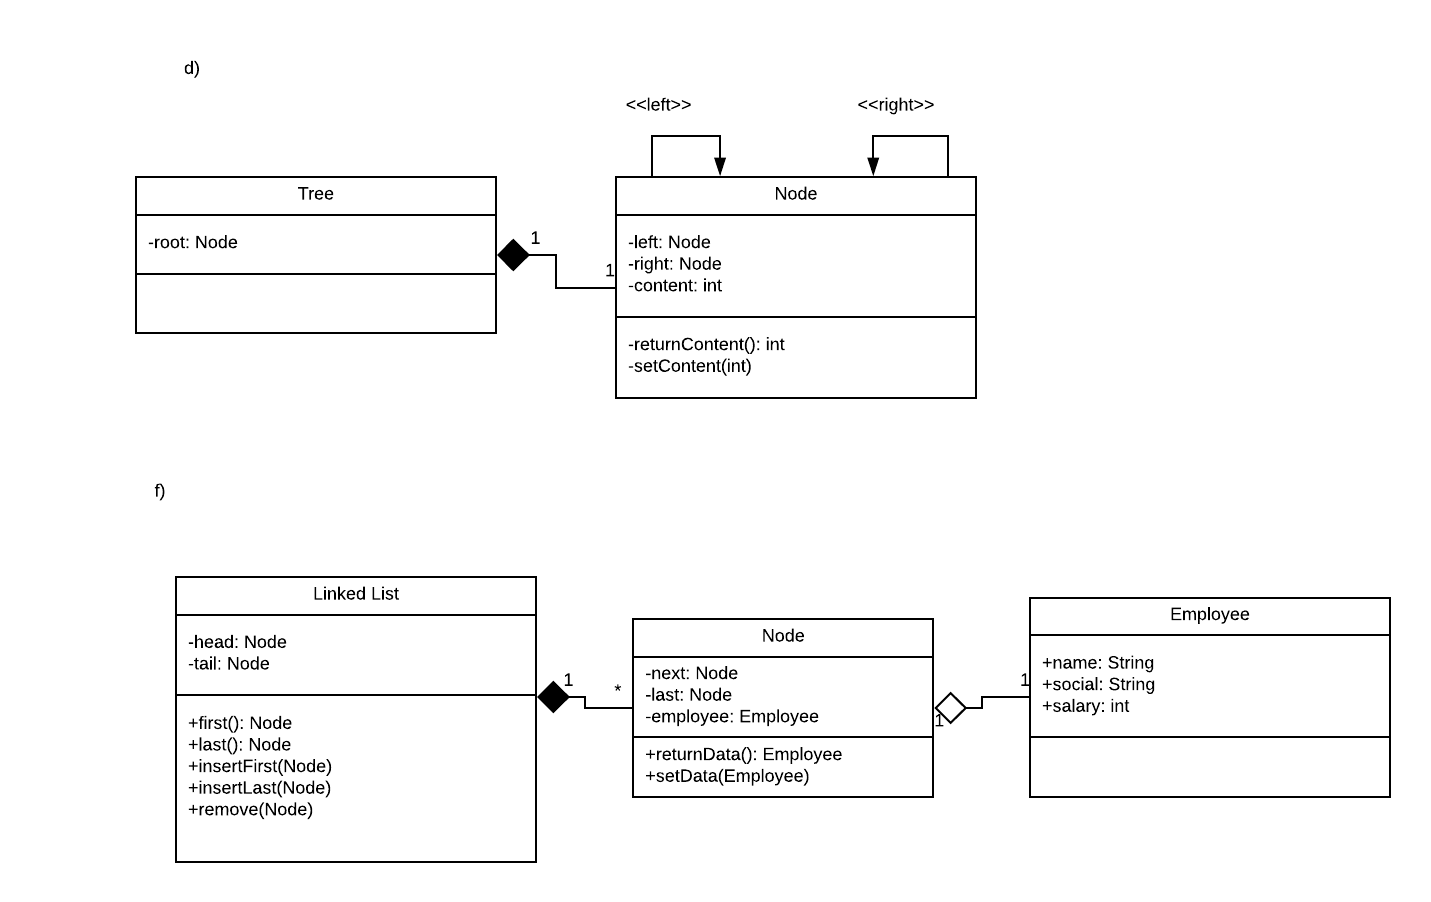 d)
<<left>>
<<right>>
Tree
-root: Node
1
1
Node
-left: Node
-right: Node
-content: int
-returnContent(): int
-setContent(int)
f)
Linked List
-head: Node
-tail: Node
+first(): Node
+last(): Node
+insertFirst(Node)
+insertLast(Node)
+remove(Node)
1
*
Node
-next: Node
-last: Node
-employee: Employee
+returnData(): Employee
+setData(Employee)
1
1
Employee
+name: String
+social: String
+salary: int